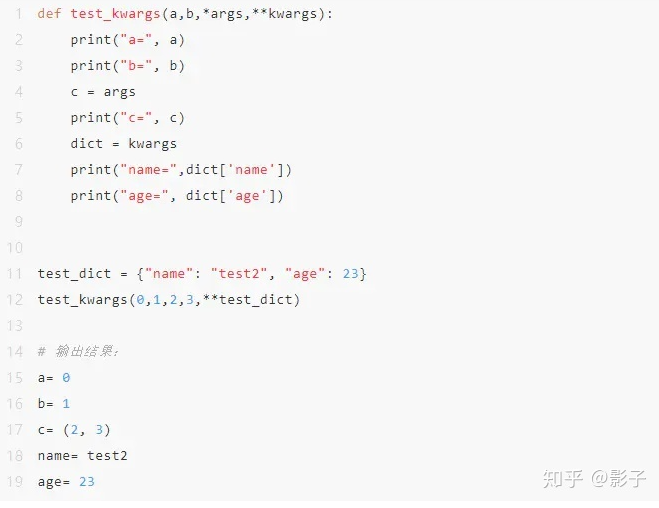 1 def test_kwargs(a,b,*args,**kwargs):
2     print("a=", a)
3     print("b=", b)
4     c = args
5     print("c=", c)
6     dict = kwargs
7     print("name=",dict['name'])
8     print("age=", dict['age'])
9
10
11 test_dict = {"name": "test2", "age": 23}
12 test_kwargs(0,1,2,3,**test_dict)
13
14 # 输出结果：
15 a= 0
16 b= 1
17 c= (2, 3)
18 name= test2
19 age= 23
知乎 @影子